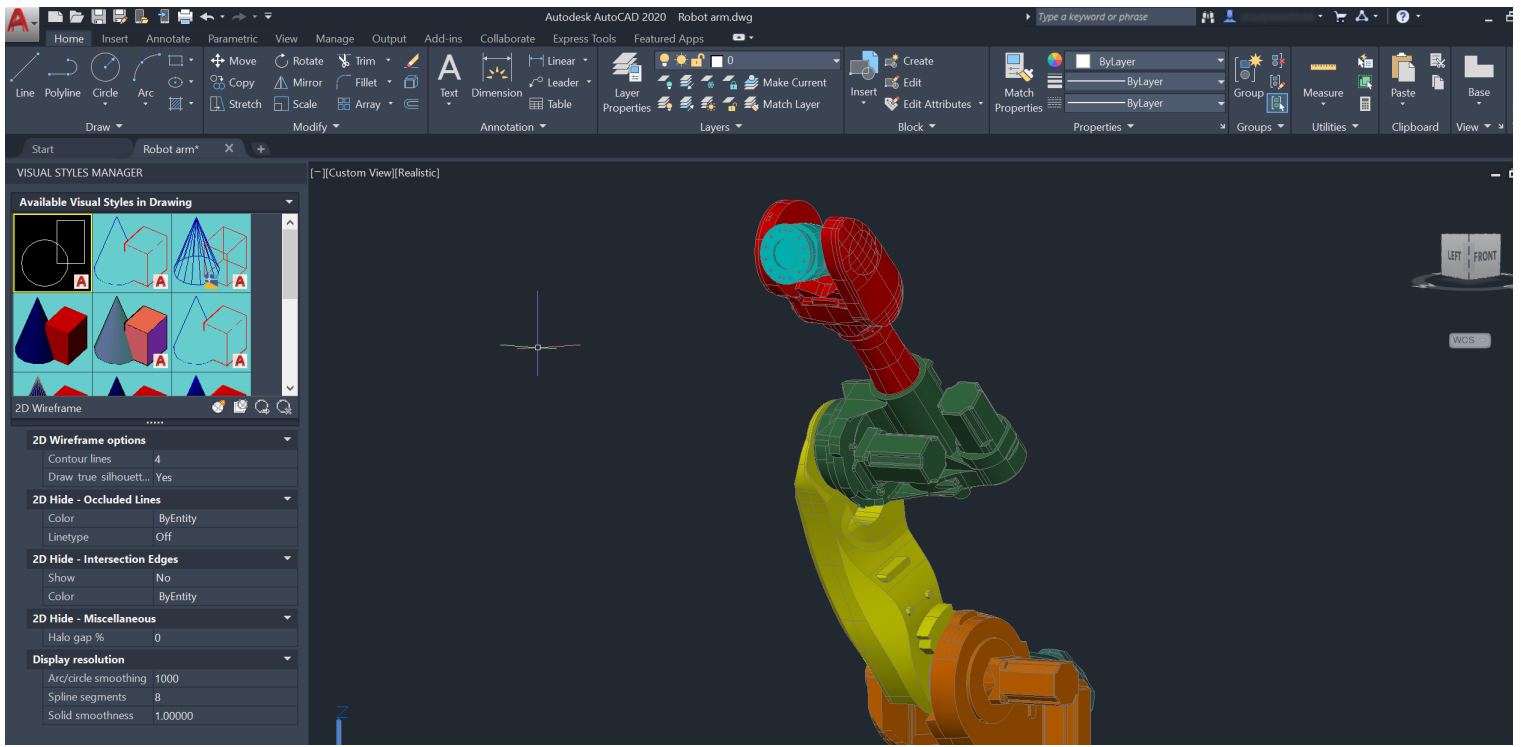 Autodesk AutoCAD 2020 Robot arm.dwg
Type a keyword or phrase
Home Insert Annotate Parametric View Manage Output Add-ins Collaborate Express Tools Featured Apps
Line Polyline Circle Arc
Move Rotate Trim
Copy Mirror Fillet
Stretch Scale Array
Text Dimension
Linear
Leader
Table
Layer Properties
0
Make Current
Match Layer
Insert
Create
Edit
Edit Attributes
Match Properties
ByLayer
ByLayer
ByLayer
Group
Measure
Paste
Base
Draw Modify Annotation Layers Block Properties Groups Utilities Clipboard View
Start Robot arm*
VISUAL STYLES MANAGER
[−][Custom View][Realistic]
Available Visual Styles in Drawing
LEFT FRONT
WCS
2D Wireframe
2D Wireframe options
Contour lines 4
Draw true silhouett... Yes
2D Hide - Occluded Lines
Color ByEntity
Linetype Off
2D Hide - Intersection Edges
Show No
Color ByEntity
2D Hide - Miscellaneous
Halo gap % 0
Display resolution
Arc/circle smoothing 1000
Spline segments 8
Solid smoothness 1.00000
Z